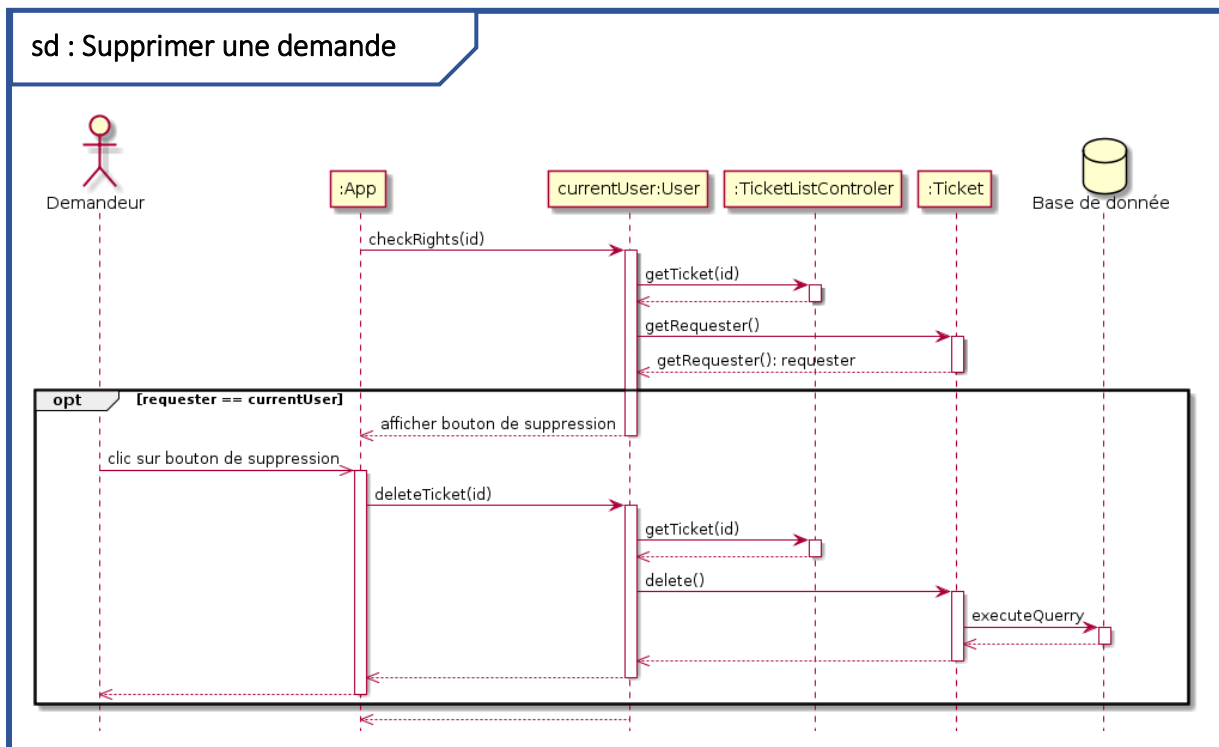 sd : Supprimer une demande
Demandeur
:App
currentUser:User
:TicketListControler
:Ticket
Base de donnée
checkRights(id)
getTicket(id)
getRequester()
getRequester(): requester
opt
[requester == currentUser]
afficher bouton de suppression
clic sur bouton de suppression
deleteTicket(id)
getTicket(id)
delete()
executeQuerry